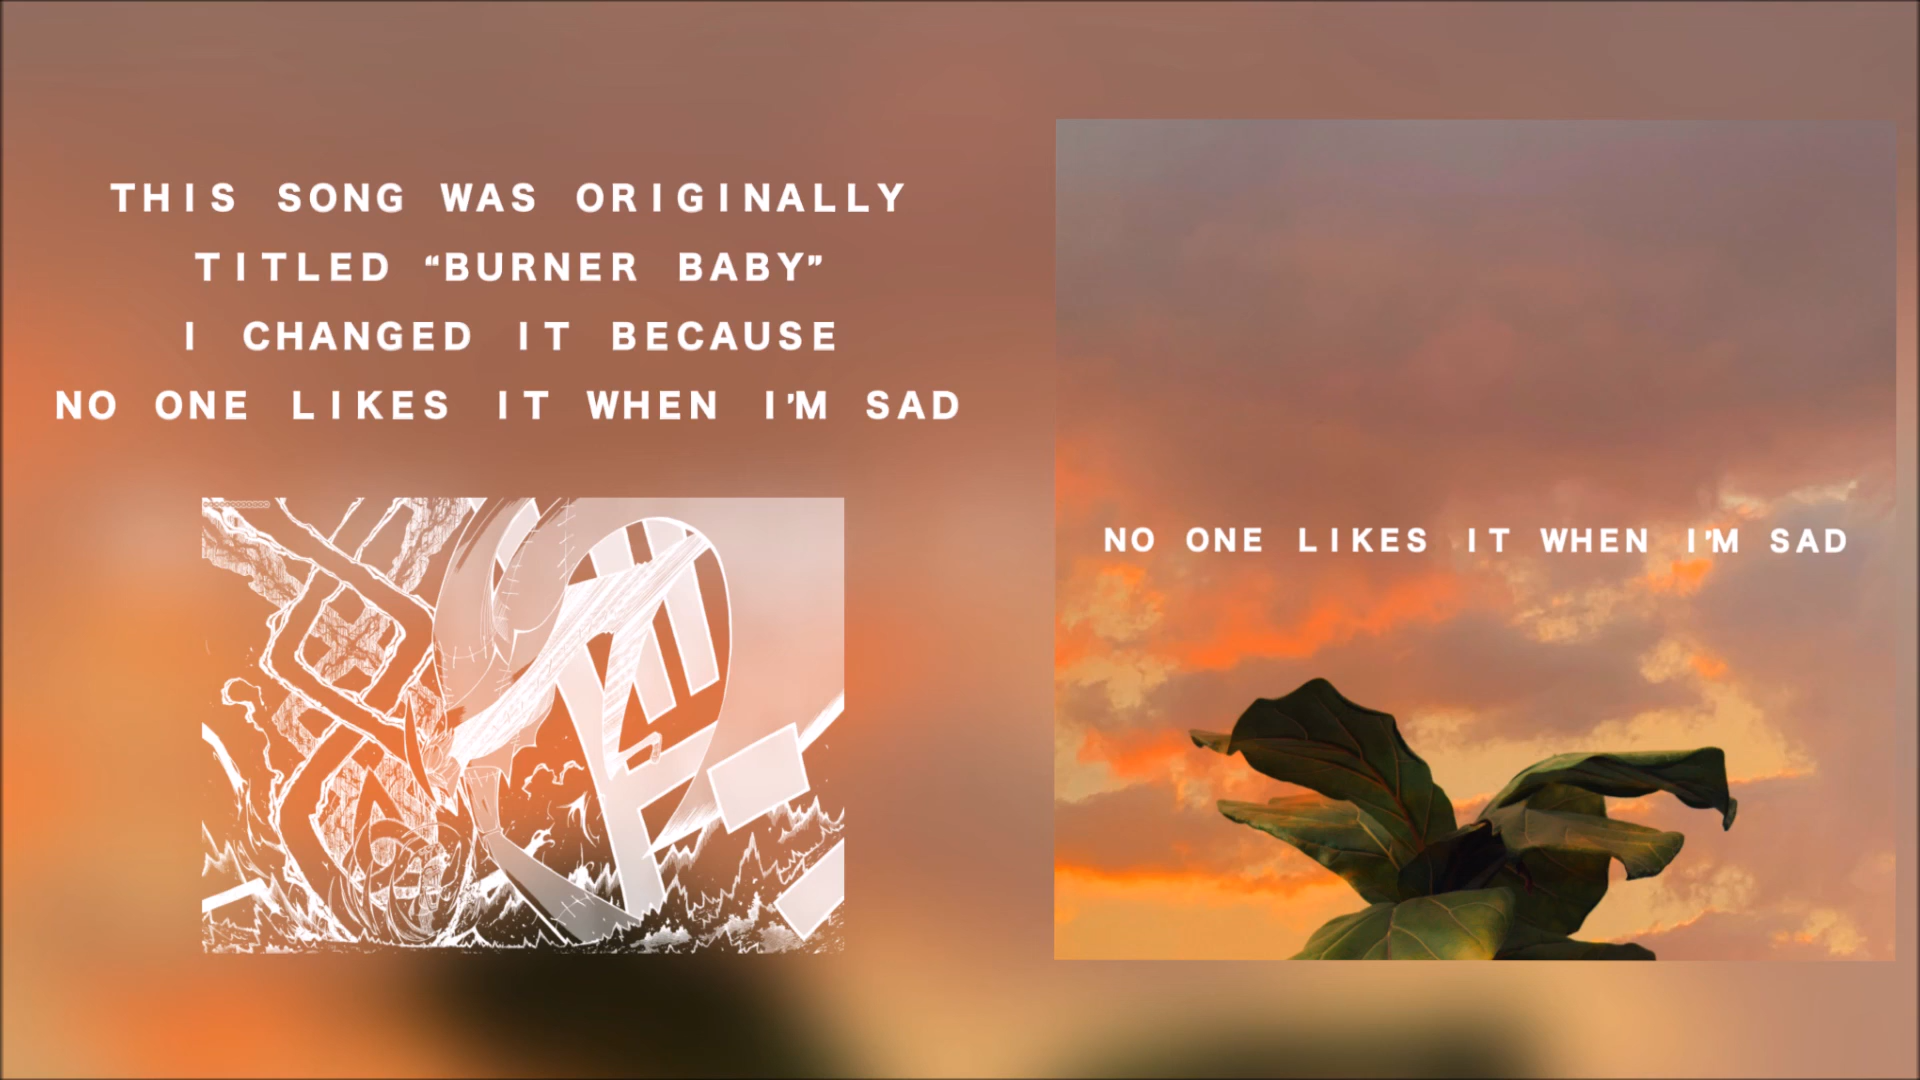 THIS SONG WAS ORIGINALLY
TITLED “BURNER BABY”
I CHANGED IT BECAUSE
NO ONE LIKES IT WHEN I’M SAD
NO ONE LIKES IT WHEN I’M SAD